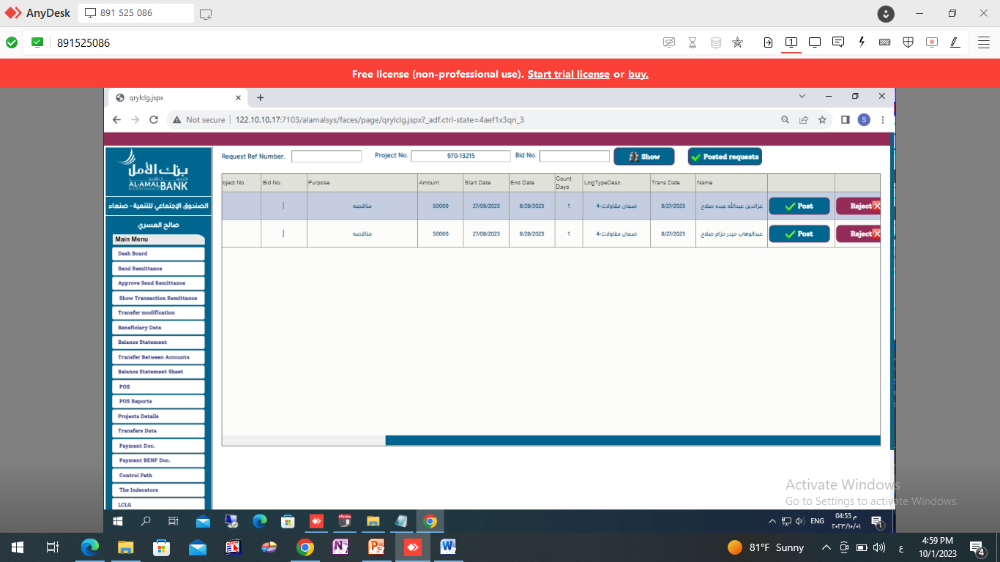 AnyDesk
891 525 086
891525086
Free license (non-professional use). Start trial license or buy.
qrylclg.jspx
Not secure | 122.10.10.17:7103/alamalsys/faces/page/qrylclg.jspx?_adf.ctrl-state=4aef1x3qn_3
S
بنك الأمل
AL-AMAL BANK
MICROFINANCE
الصندوق الإجتماعي للتنمية - صنعاء
صالح العسري
Main Menu
Dash Board
Send Remittance
Approve Send Remittance
Show Transaction Remittance
Transfer modification
Beneficiary Data
Balance Statement
Transfer Between Accounts
Balance Statement Sheet
POS
POS Reports
Projects Details
Transfers Data
Payment Doc.
Payment BENF Doc.
Control Path
The Indecators
LCLG
Request Ref Number. Project No. 970-13215 Bid No. Show Posted requests
roject No. Bid No. Purpose Amount Start Date End Date Count Days LolgTypeDesc Trans Date Name
مناقصه 50000 27/08/2023 8/28/2023 1 ضمان مقاولات-4 8/27/2023 عزالدين عبدالله عبده صلاح Post Reject
مناقصه 50000 27/08/2023 8/28/2023 1 ضمان مقاولات-4 8/27/2023 عبدالوهاب حيدر حزام صلاح Post Reject
Activate Windows
Go to Settings to activate Windows.
ENG
04:55 م
٢٠٢٣/١٠/٠١
1
81°F Sunny
ع
4:59 PM
10/1/2023
4